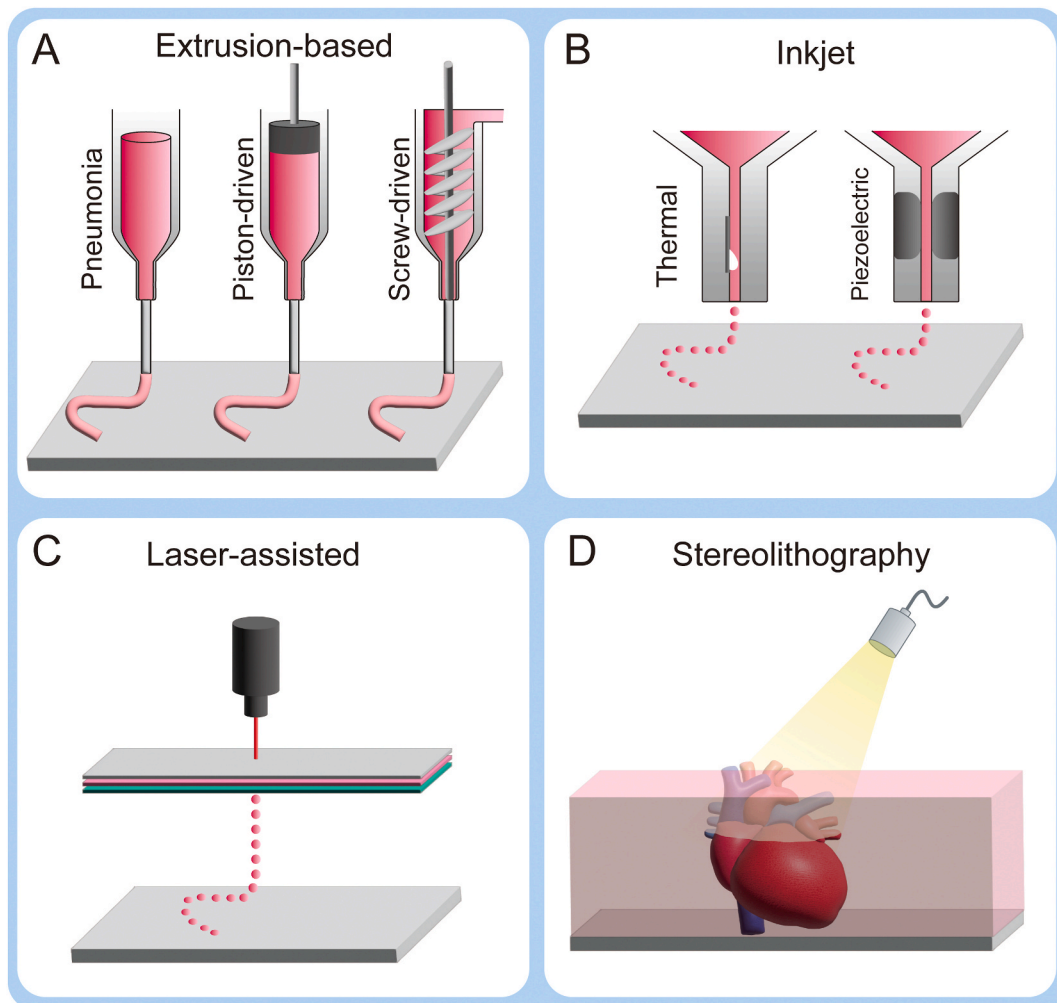 A
Extrusion-based
Pneumonia
Piston-driven
Screw-driven
B
Inkjet
Thermal
Piezoelectric
C
Laser-assisted
D
Stereolithography